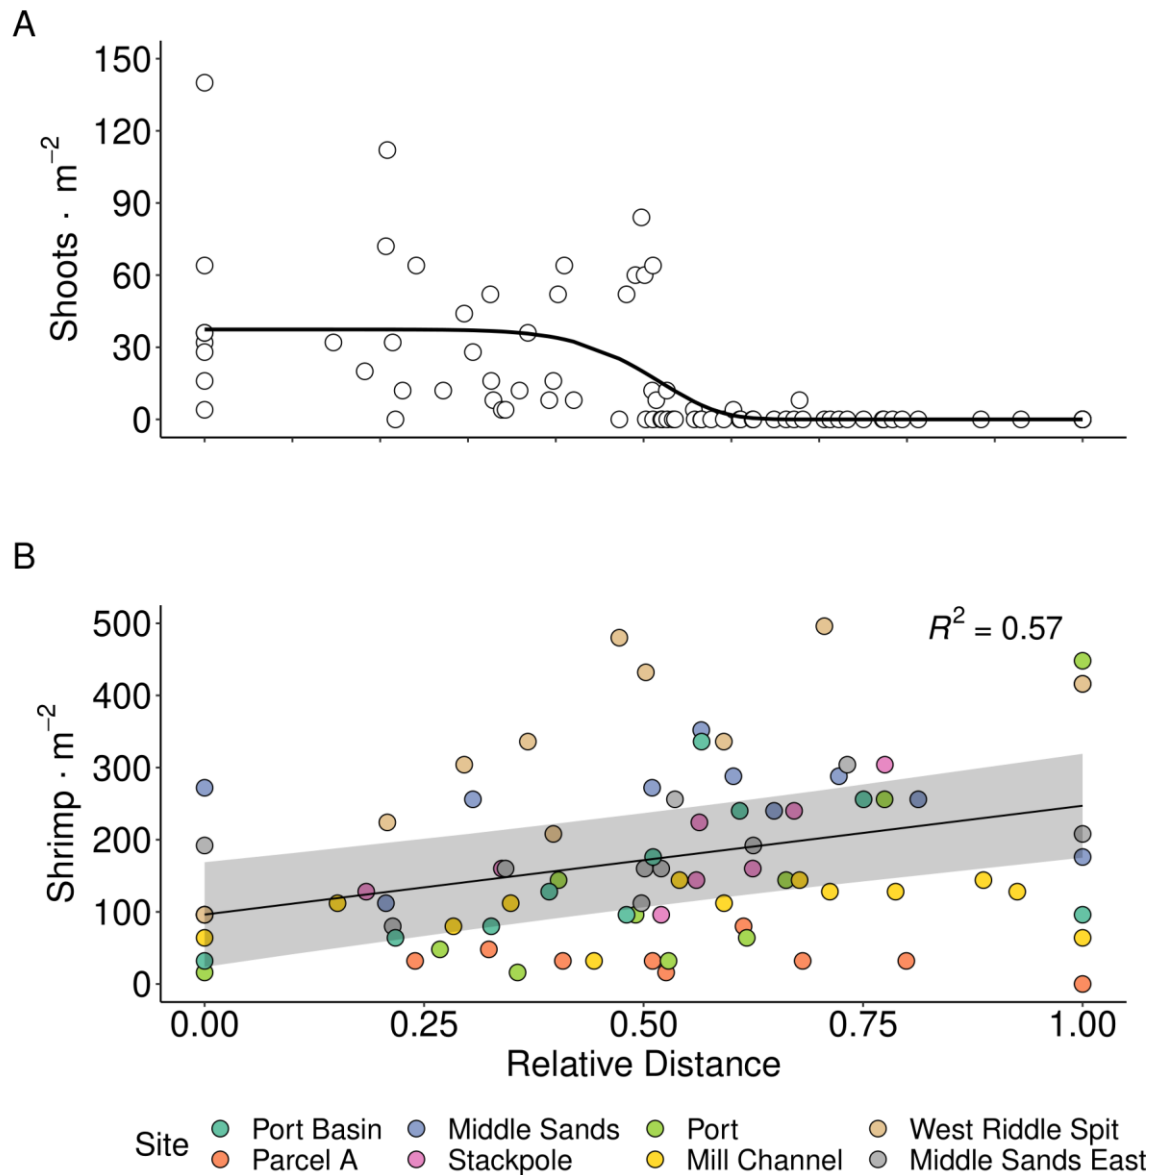 A
150
120
90
60
30
0
Shoots · m⁻²
B
500
400
300
200
100
0
Shrimp · m⁻²
R² = 0.57
0.00 0.25 0.50 0.75 1.00
Relative Distance
Site
Port Basin Middle Sands Port West Riddle Spit
Parcel A Stackpole Mill Channel Middle Sands East